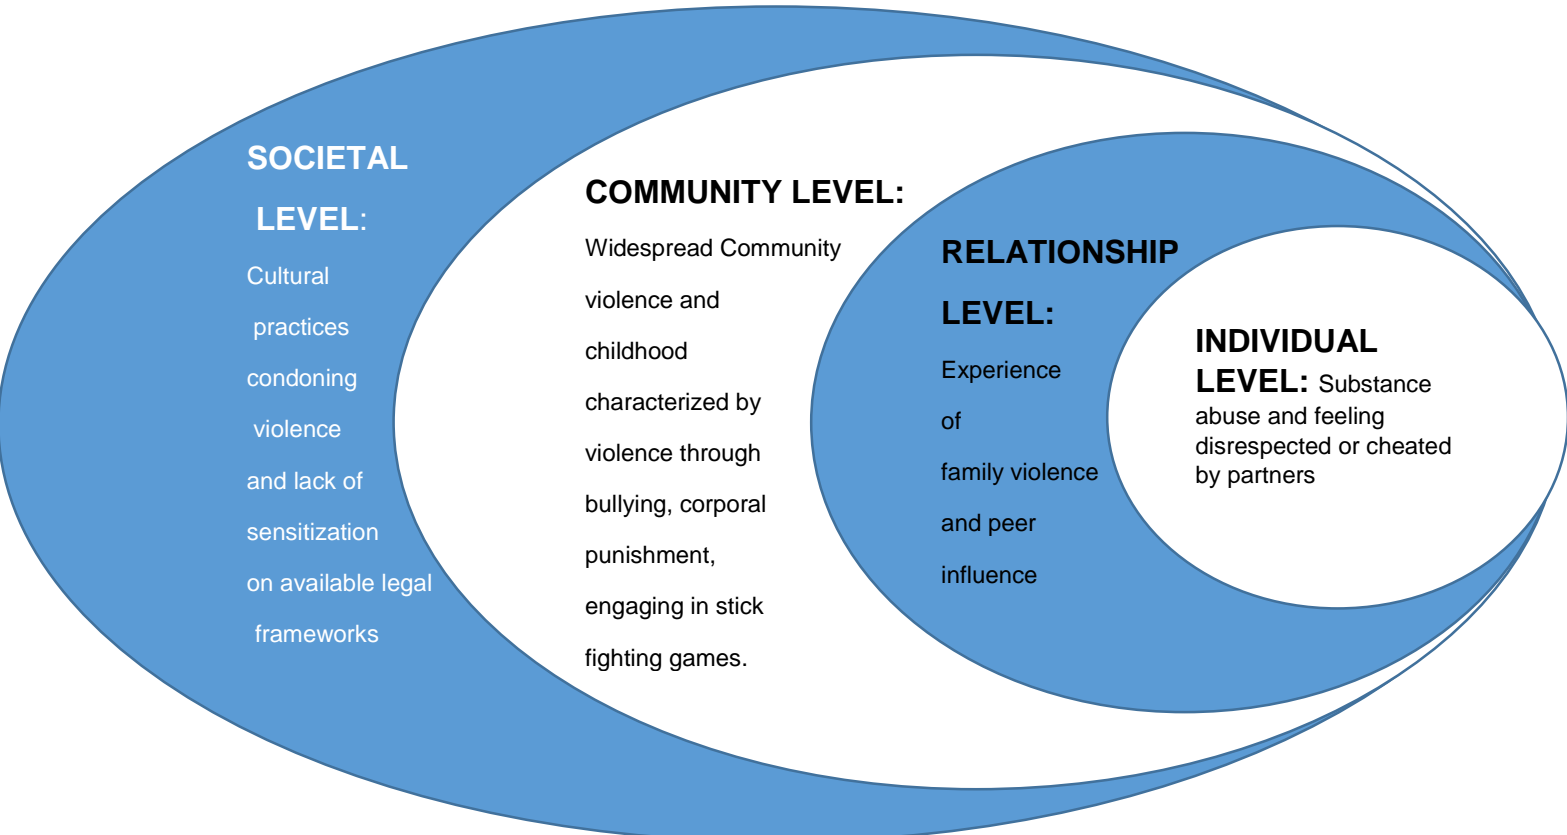 SOCIETAL
LEVEL:
Cultural
practices
condoning
violence
and lack of
sensitization
on available legal
frameworks
COMMUNITY LEVEL:
Widespread Community
violence and
childhood
characterized by
violence through
bullying, corporal
punishment,
engaging in stick
fighting games.
RELATIONSHIP
LEVEL:
Experience
of
family violence
and peer
influence
INDIVIDUAL
LEVEL: Substance
abuse and feeling
disrespected or cheated
by partners